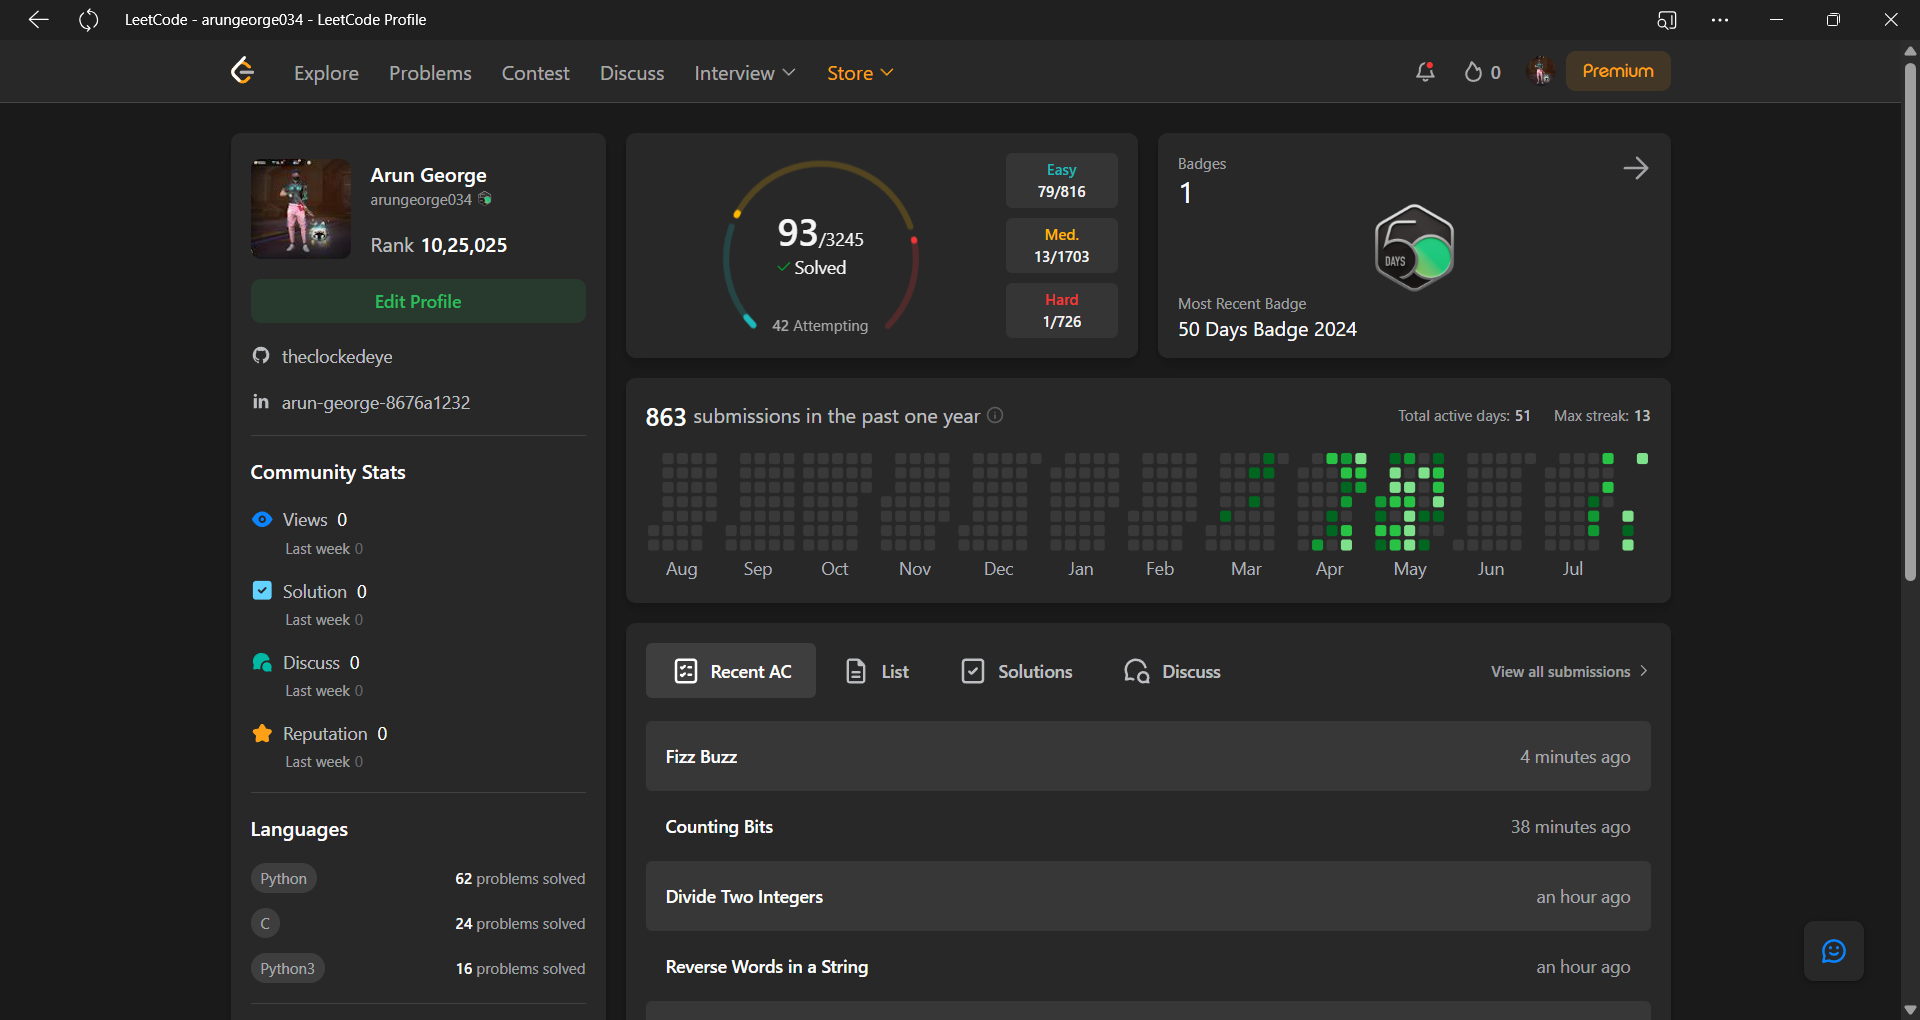 LeetCode - arungeorge034 - LeetCode Profile
Explore Problems Contest Discuss Interview Store 0 Premium
Arun George
arungeorge034
Rank 10,25,025
Edit Profile
theclockedeye
arun-george-8676a1232
Community Stats
Views 0
Last week 0
Solution 0
Last week 0
Discuss 0
Last week 0
Reputation 0
Last week 0
Languages
Python 62 problems solved
C 24 problems solved
Python3 16 problems solved
93/3245
Solved
42 Attempting
Easy
79/816
Med.
13/1703
Hard
1/726
Badges
1
50
DAYS
Most Recent Badge
50 Days Badge 2024
863 submissions in the past one year Total active days: 51 Max streak: 13
Aug Sep Oct Nov Dec Jan Feb Mar Apr May Jun Jul
Recent AC List Solutions Discuss View all submissions
Fizz Buzz 4 minutes ago
Counting Bits 38 minutes ago
Divide Two Integers an hour ago
Reverse Words in a String an hour ago